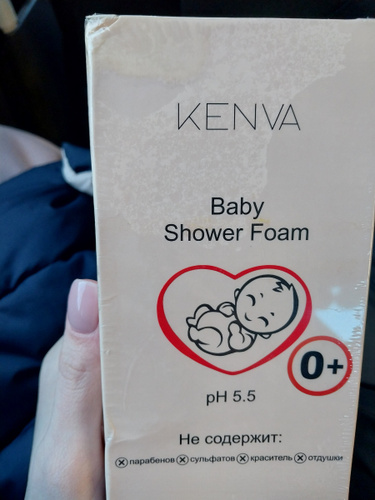 KENVA
Baby
Shower Foam
0+
pH 5.5
Не содержит:
парабенов сульфатов краситель отдушки